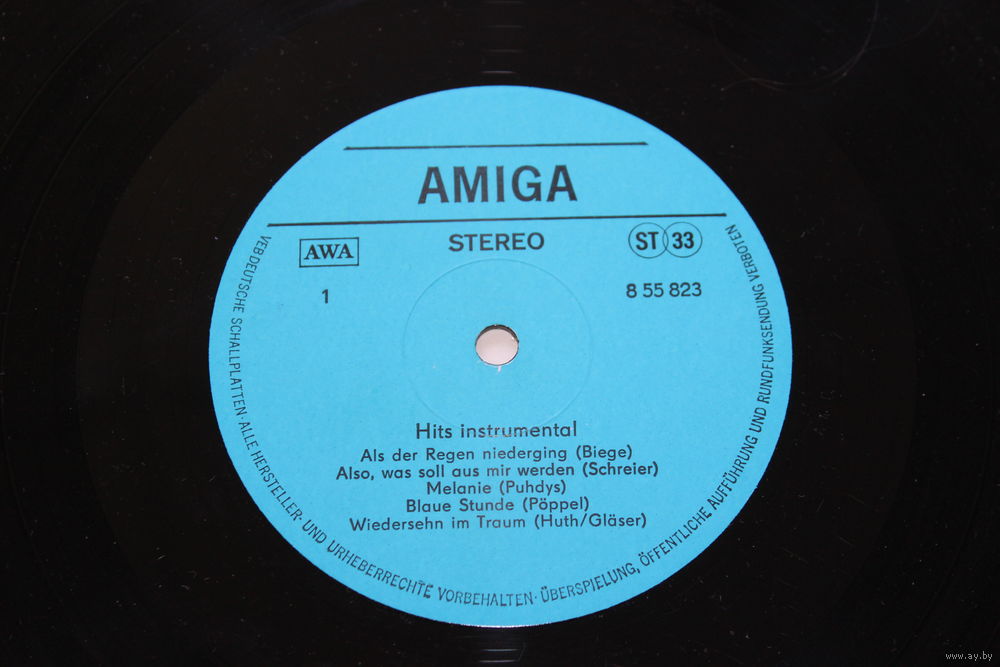 AMIGA
AWA
STEREO
ST 33
1
8 55 823
Hits instrumental
Als der Regen niederging (Biege)
Also, was soll aus mir werden (Schreier)
Melanie (Puhdys)
Blaue Stunde (Pöppel)
Wiedersehn im Traum (Huth/Gläser)
VEB DEUTSCHE SCHALLPLATTEN · ALLE HERSTELLER- UND URHEBERRECHTE VORBEHALTEN · ÜBERSPIELUNG, ÖFFENTLICHE AUFFÜHRUNG UND RUNDFUNKSENDUNG VERBOTEN
www.ay.by